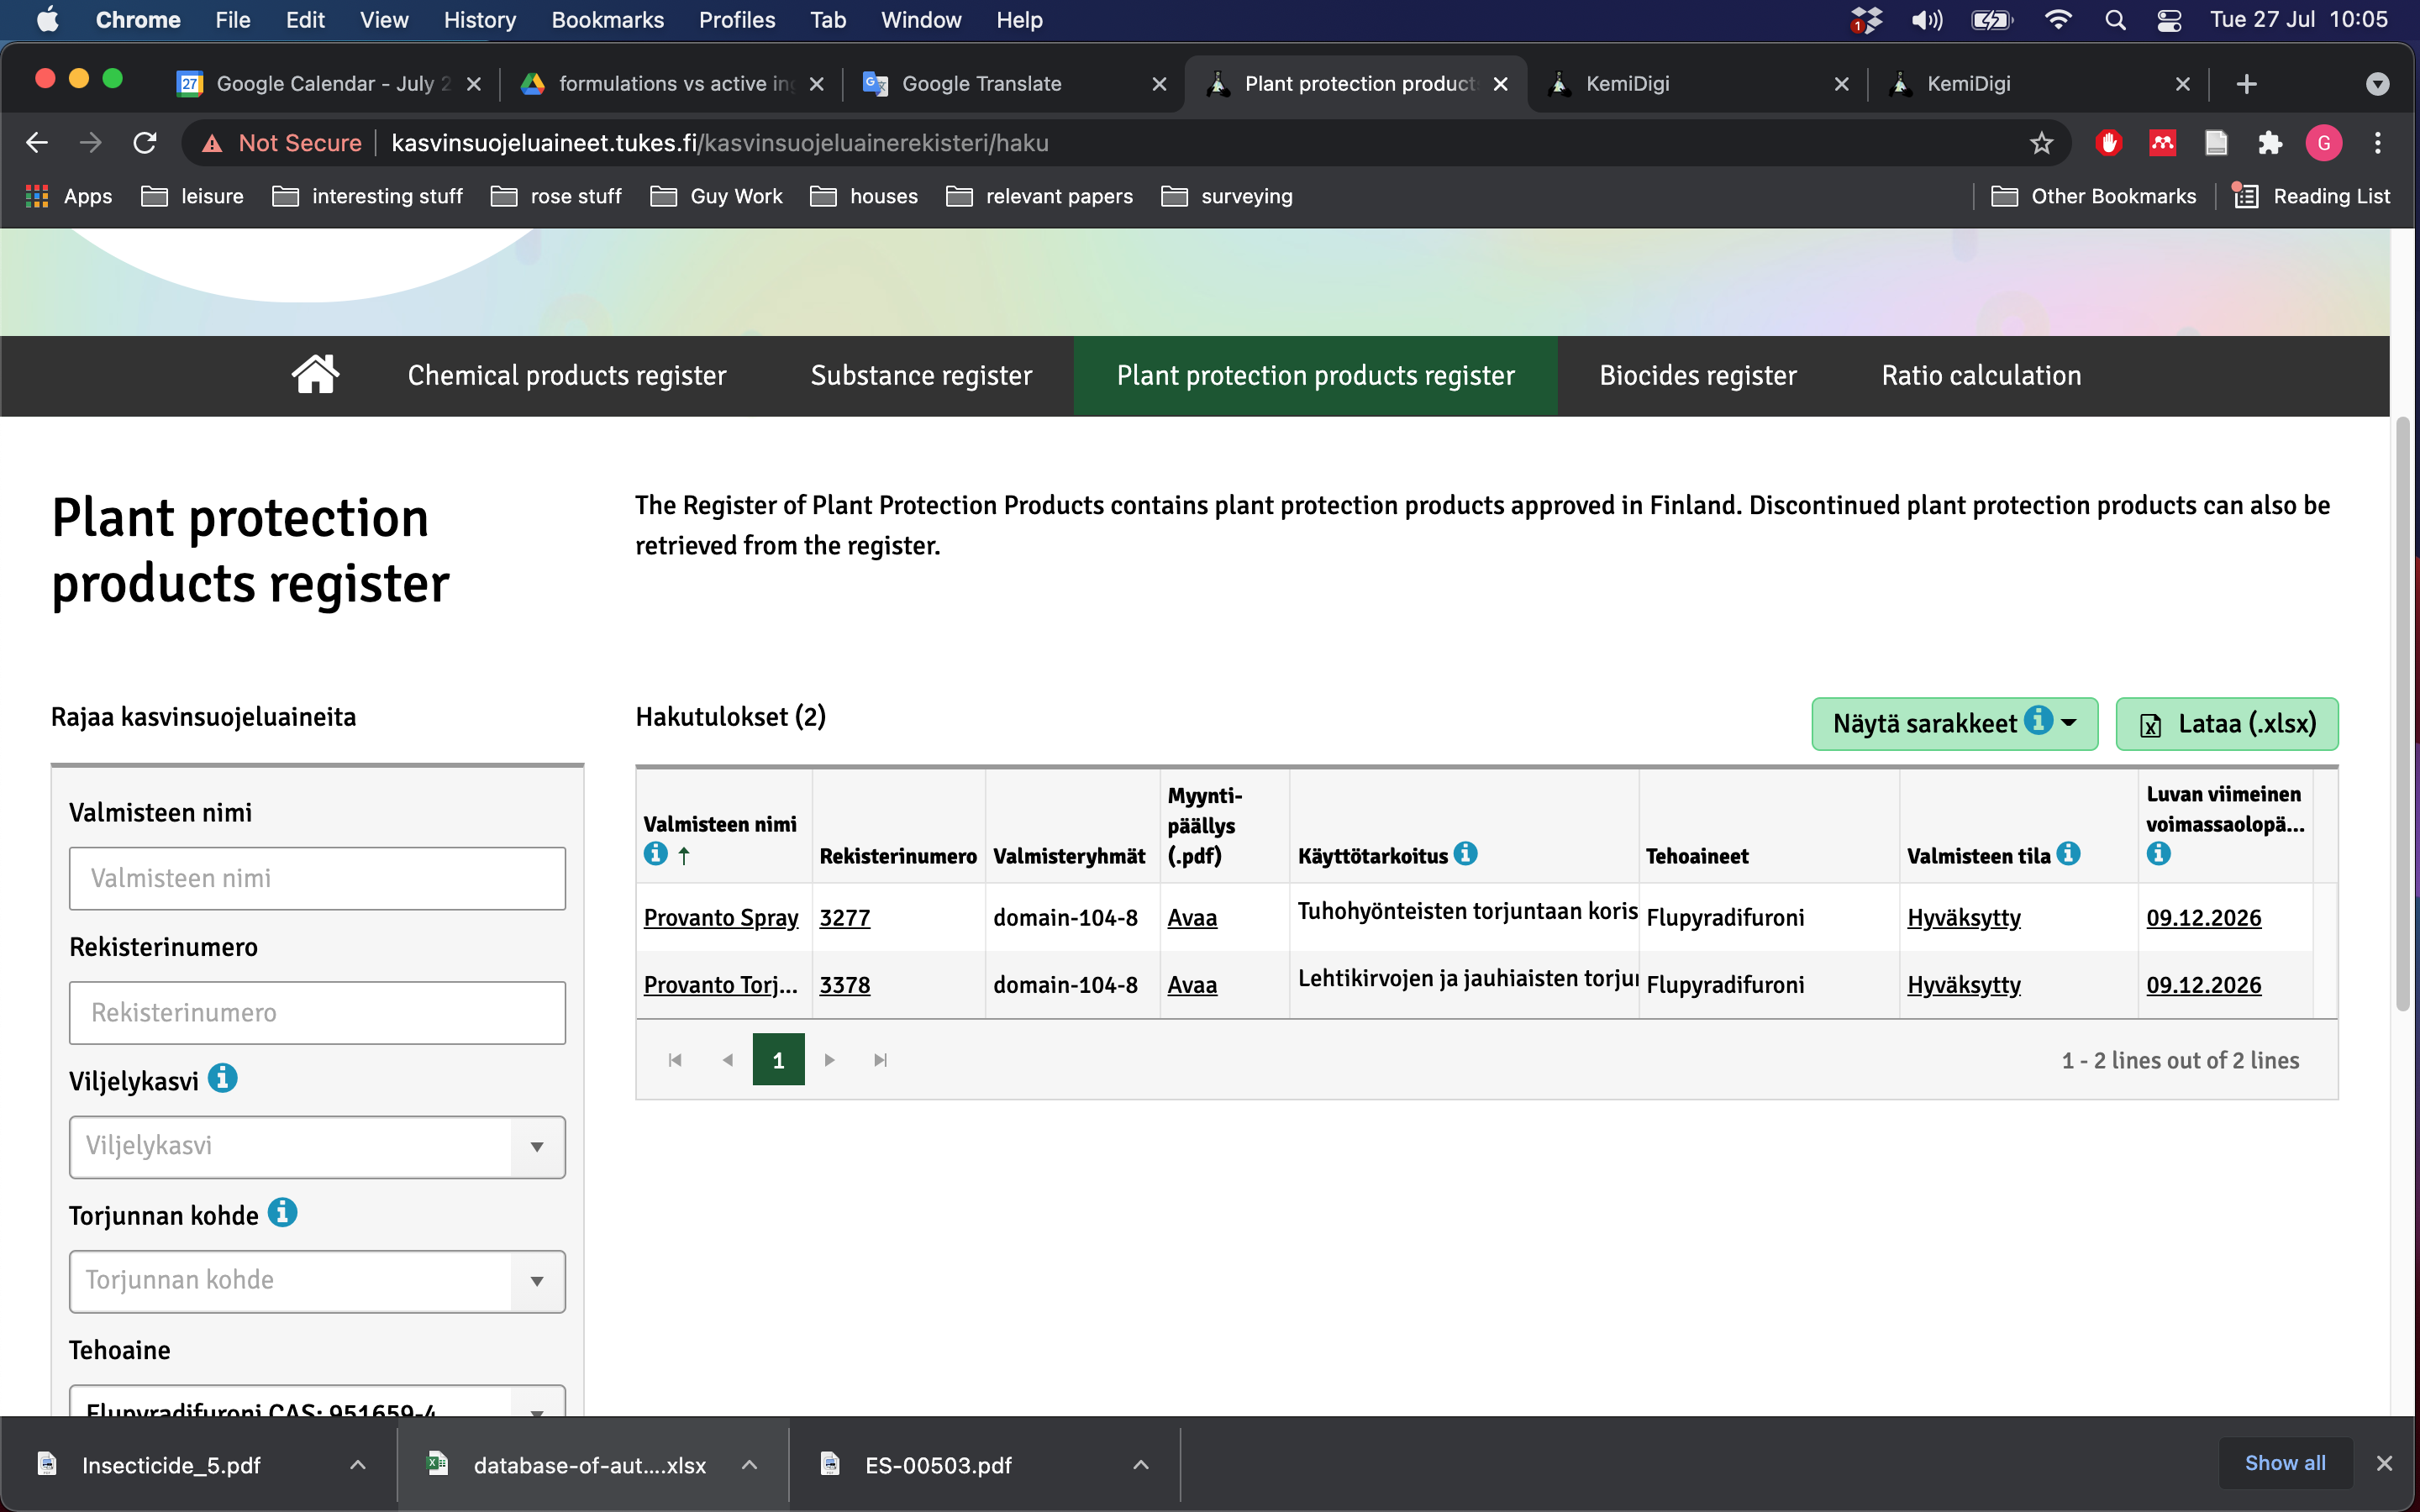 Chrome File Edit View History Bookmarks Profiles Tab Window Help 1 Tue 27 Jul 10:05
27 Google Calendar - July 2 formulations vs active in Google Translate Plant protection product KemiDigi KemiDigi
Not Secure kasvinsuojeluaineet.tukes.fi/kasvinsuojeluainerekisteri/haku G
Apps leisure interesting stuff rose stuff Guy Work houses relevant papers surveying Other Bookmarks Reading List
Chemical products register Substance register Plant protection products register Biocides register Ratio calculation
Plant protection
products register
The Register of Plant Protection Products contains plant protection products approved in Finland. Discontinued plant protection products can also be
retrieved from the register.
Rajaa kasvinsuojeluaineita
Valmisteen nimi
Valmisteen nimi
Rekisterinumero
Rekisterinumero
Viljelykasvi
Viljelykasvi
Torjunnan kohde
Torjunnan kohde
Tehoaine
Flupyradifuroni CAS: 951659-4
Hakutulokset (2)
Näytä sarakkeet Lataa (.xlsx)
Valmisteen nimi Rekisterinumero Valmisteryhmät Myynti-päällys (.pdf) Käyttötarkoitus Tehoaineet Valmisteen tila Luvan viimeinen voimassaolopä...
Provanto Spray 3277 domain-104-8 Avaa Tuhohyönteisten torjuntaan koris Flupyradifuroni Hyväksytty 09.12.2026
Provanto Torj... 3378 domain-104-8 Avaa Lehtikirvojen ja jauhiaisten torju Flupyradifuroni Hyväksytty 09.12.2026
1 1 - 2 lines out of 2 lines
Insecticide_5.pdf database-of-aut....xlsx ES-00503.pdf Show all